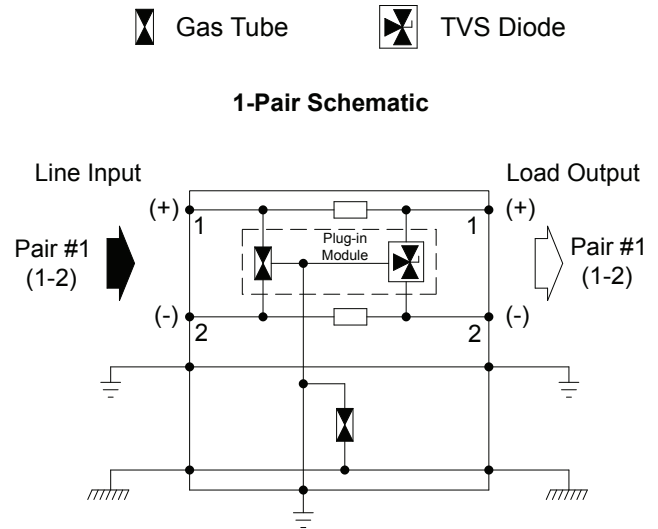 Gas Tube
TVS Diode
1-Pair Schematic
Line Input
Load Output
(+)
1
1
(+)
Pair #1
(1-2)
Plug-in
Module
Pair #1
(1-2)
(-)
2
2
(-)